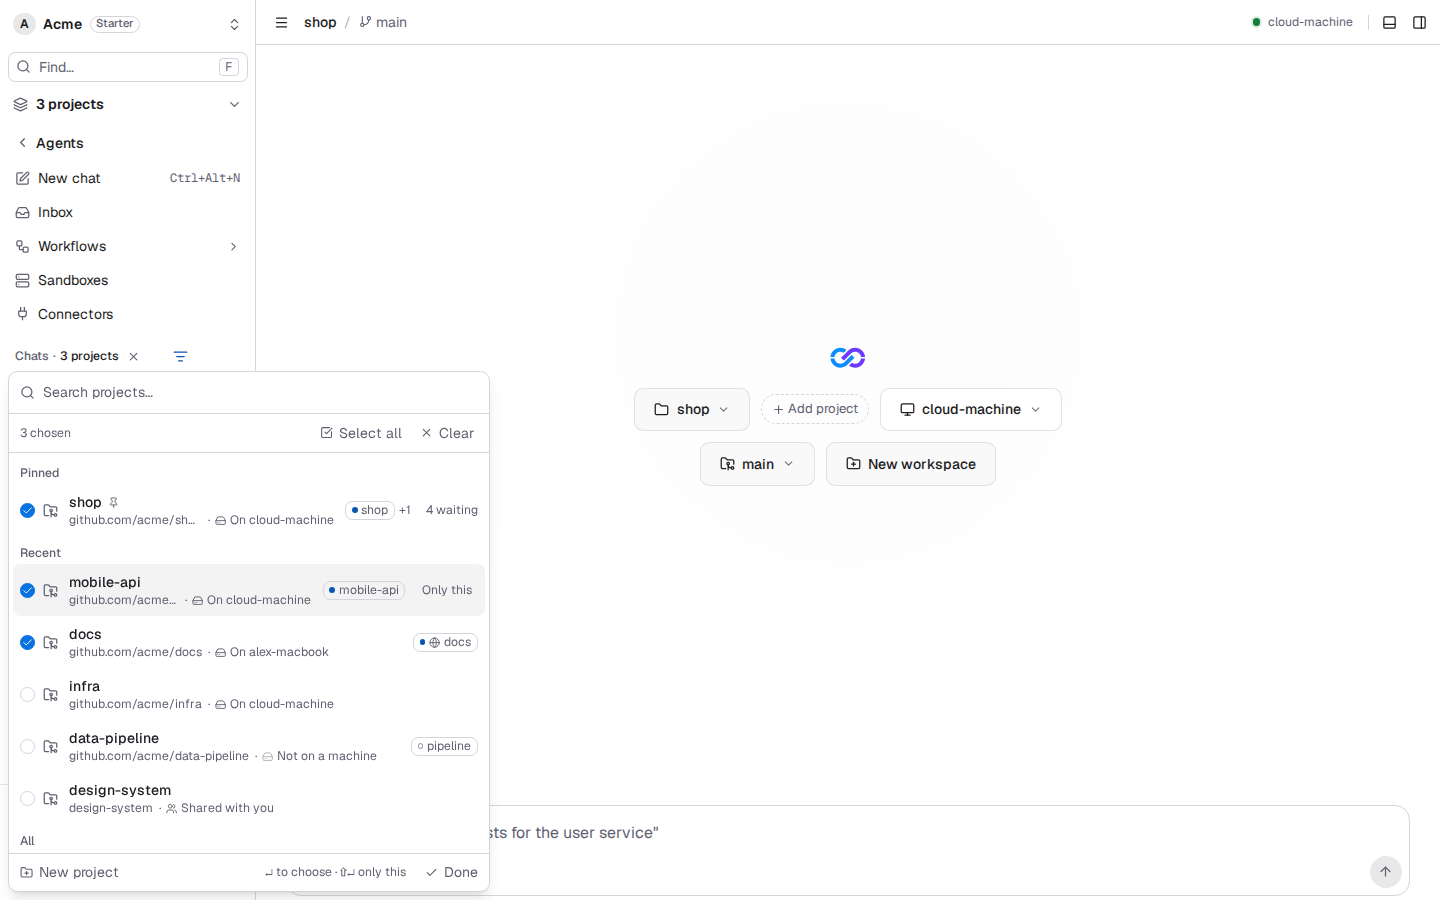 A Acme Starter
Find... F
3 projects
Agents
New chat Ctrl+Alt+N
Inbox
Workflows
Sandboxes
Connectors
Chats · 3 projects
shop / main
cloud-machine
shop
Add project
cloud-machine
main
New workspace
Search projects...
3 chosen Select all Clear
Pinned
shop
github.com/acme/sh... · On cloud-machine
shop +1 4 waiting
Recent
mobile-api
github.com/acme... · On cloud-machine
mobile-api Only this
docs
github.com/acme/docs · On alex-macbook
docs
infra
github.com/acme/infra · On cloud-machine
data-pipeline
github.com/acme/data-pipeline · Not on a machine
pipeline
design-system
design-system · Shared with you
All
New project ↵ to choose · ⇧↵ only this Done
sts for the user service"